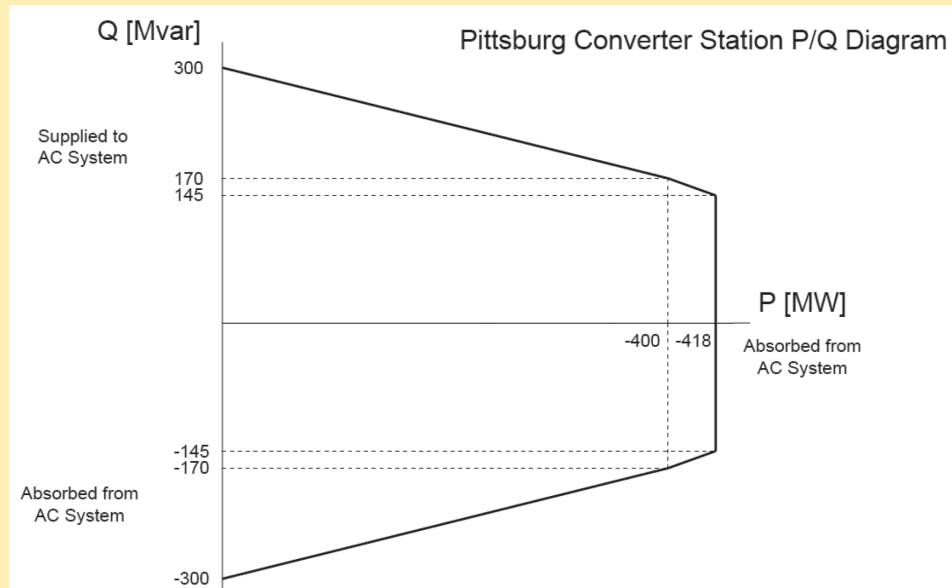 Q [Mvar]
Pittsburg Converter Station P/Q Diagram
300
Supplied to
AC System
170
145
P [MW]
-400
-418
Absorbed from
AC System
-145
-170
Absorbed from
AC System
-300